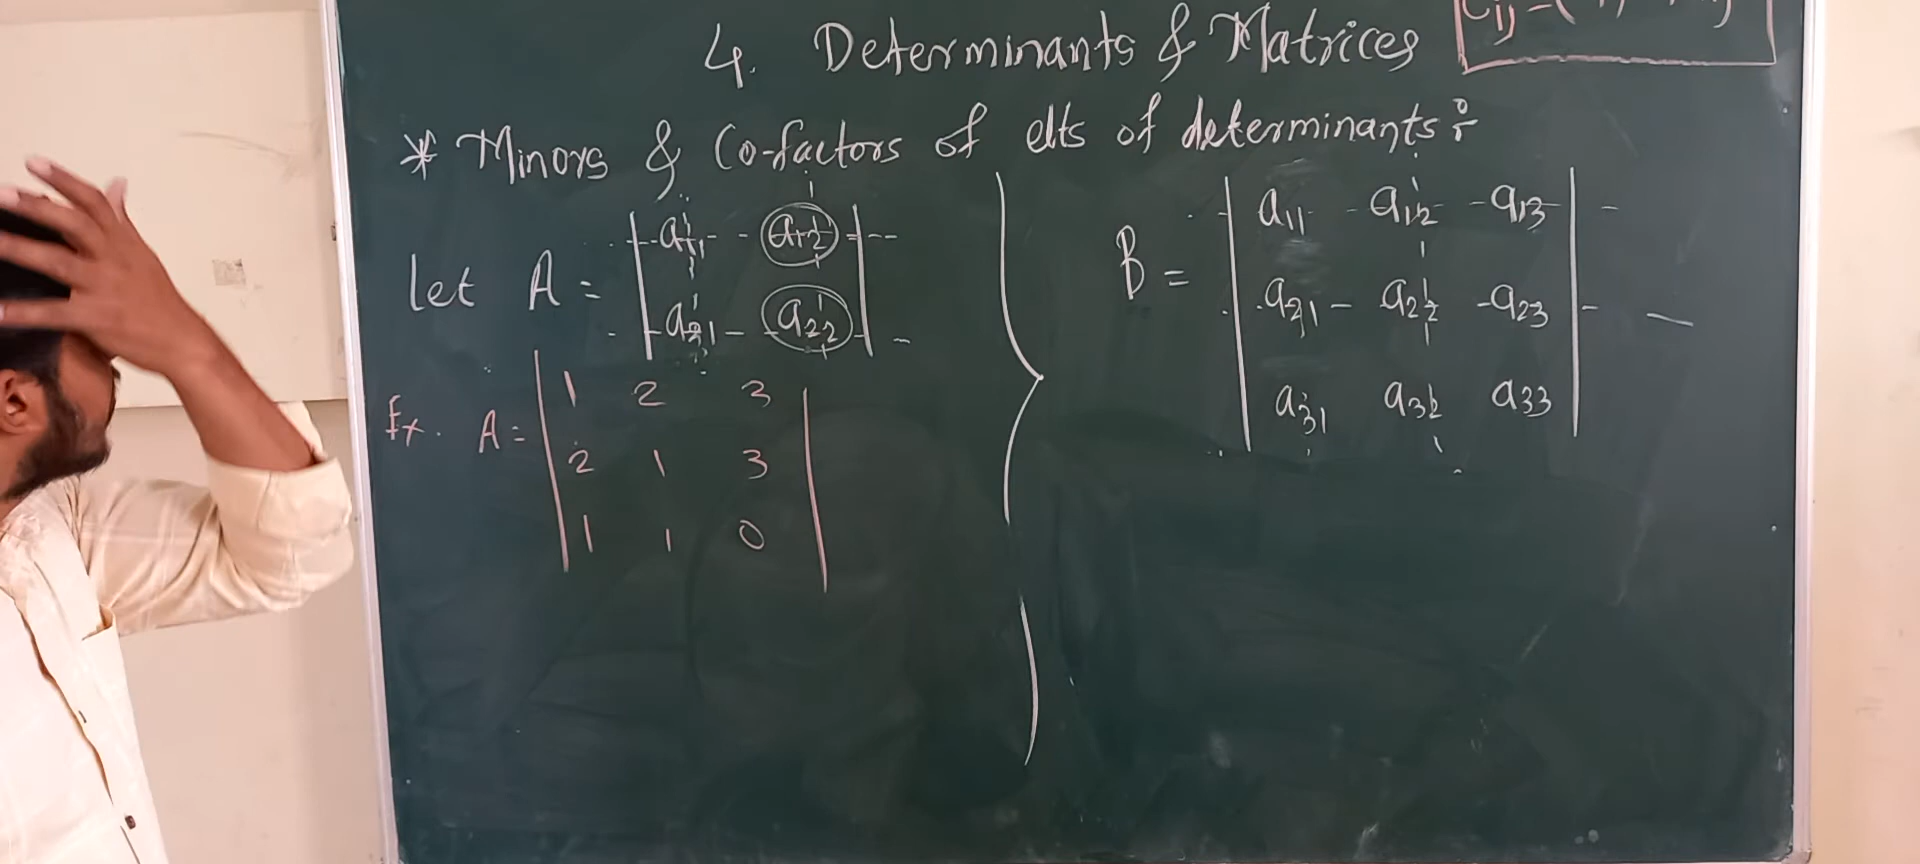 4. Determinants & Matrices
* Minors & Co-factors of elts of determinants :-
Let A = | a11 a12 |
| a21 a22 |
Ex. A = | 1 2 3 |
| 2 1 3 |
| 1 1 0 |
B = | a11 a12 a13 |
| a21 a22 a23 |
| a31 a32 a33 |